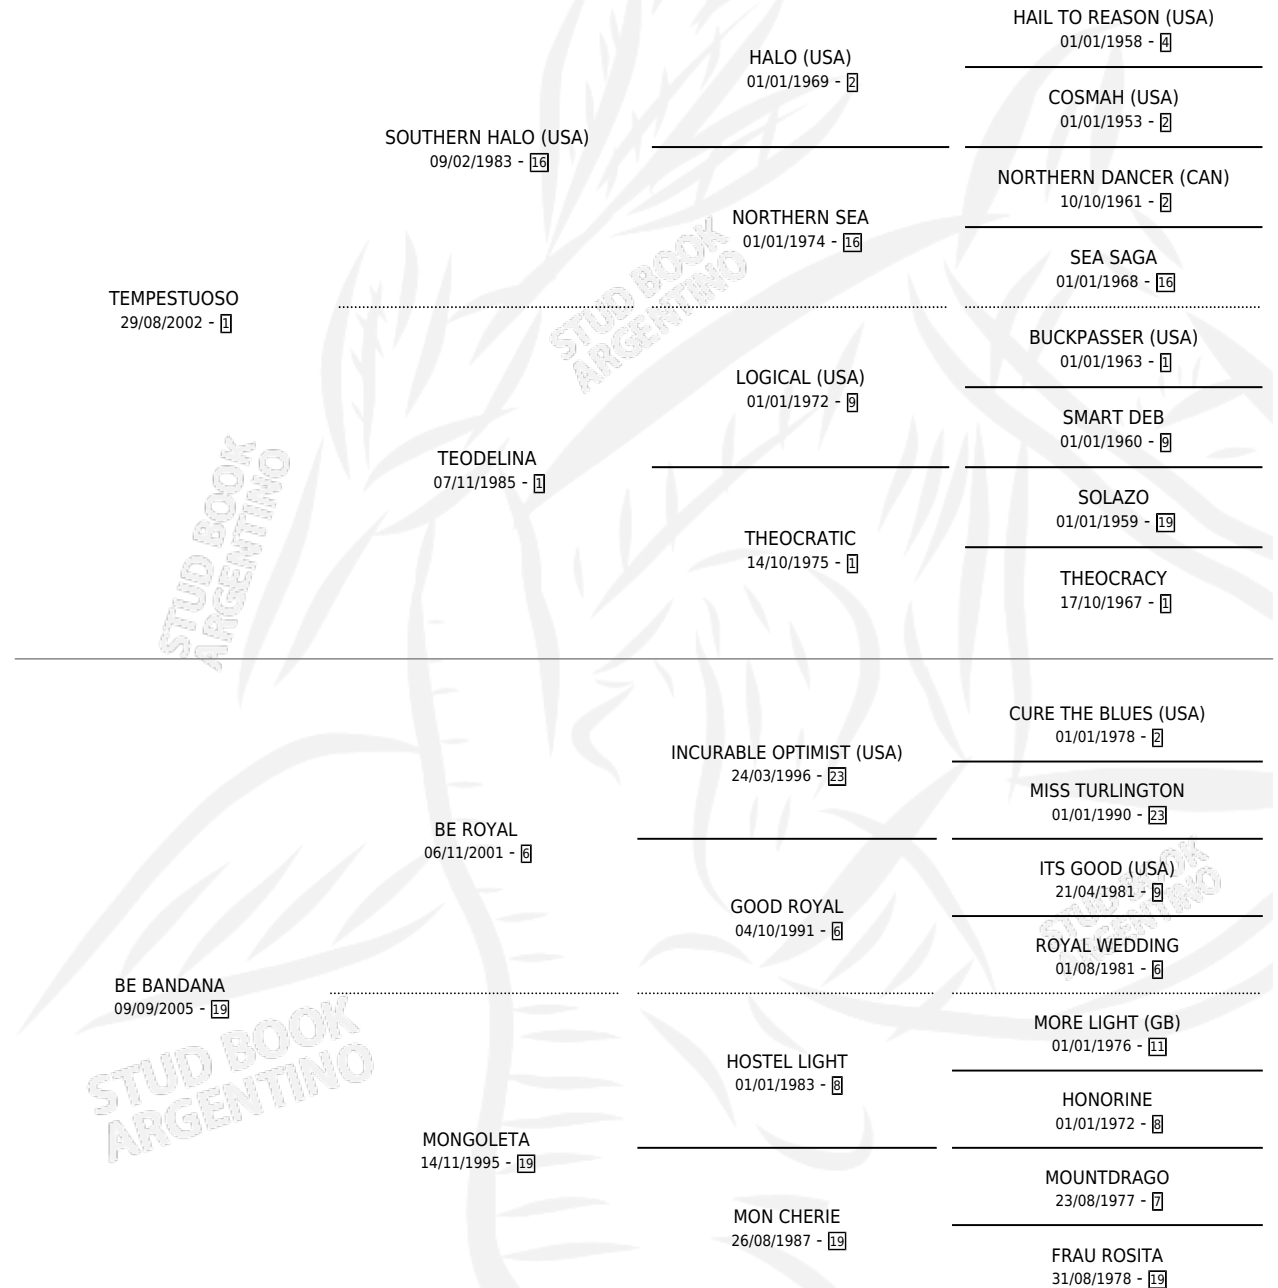 HAIL TO REASON (USA)
01/01/1958 - 4
HALO (USA)
01/01/1969 - 2
COSMAH (USA)
01/01/1953 - 2
SOUTHERN HALO (USA)
09/02/1983 - 16
NORTHERN DANCER (CAN)
10/10/1961 - 2
NORTHERN SEA
01/01/1974 - 16
SEA SAGA
01/01/1968 - 16
TEMPESTUOSO
29/08/2002 - 1
STUD BOOK
ARGENTINO
BUCKPASSER (USA)
01/01/1963 - 1
LOGICAL (USA)
01/01/1972 - 9
SMART DEB
01/01/1960 - 9
TEODELINA
07/11/1985 - 1
SOLAZO
01/01/1959 - 19
THEOCRATIC
14/10/1975 - 1
THEOCRACY
17/10/1967 - 1
STUD BOOK
ARGENTINO
CURE THE BLUES (USA)
01/01/1978 - 2
INCURABLE OPTIMIST (USA)
24/03/1996 - 23
MISS TURLINGTON
01/01/1990 - 23
BE ROYAL
06/11/2001 - 6
ITS GOOD (USA)
21/04/1981 - 9
GOOD ROYAL
04/10/1991 - 6
STUD BOOK
ARGENTINO
ROYAL WEDDING
01/08/1981 - 6
BE BANDANA
09/09/2005 - 19
STUD BOOK
ARGENTINO
MORE LIGHT (GB)
01/01/1976 - 11
HOSTEL LIGHT
01/01/1983 - 8
HONORINE
01/01/1972 - 8
MONGOLETA
14/11/1995 - 19
MOUNTDRAGO
23/08/1977 - 7
MON CHERIE
26/08/1987 - 19
FRAU ROSITA
31/08/1978 - 19